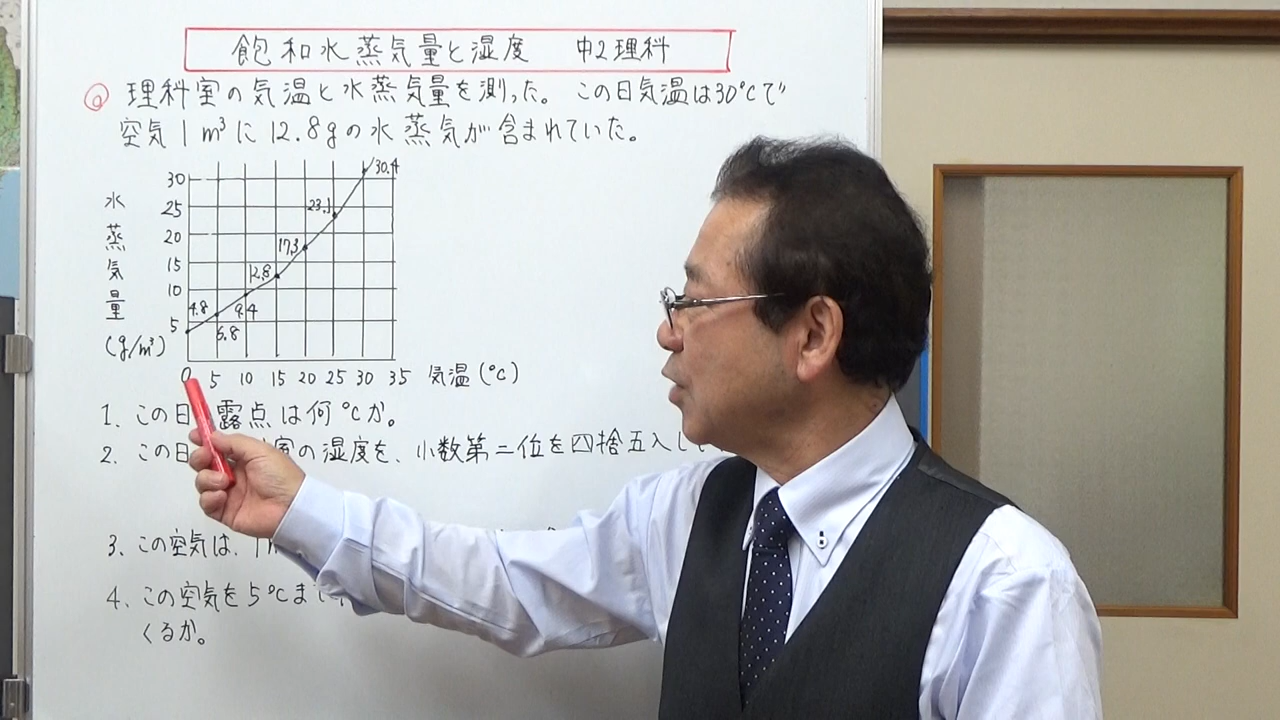 飽和水蒸気量と湿度 中2理科
Q 理科室の気温と水蒸気量を測った。この日気温は30℃で
空気1m³に12.8gの水蒸気が含まれていた。
水蒸気量
(g/m³)
30
25
20
15
10
5
30.4
23.1
17.3
12.8
9.4
6.8
4.8
0 5 10 15 20 25 30 35 気温(℃)
1. この日 露点は何℃か。
2. この日 室の湿度を、小数第二位を四捨五入し
3. この空気は、1
4. この空気を5℃まで
くるか。